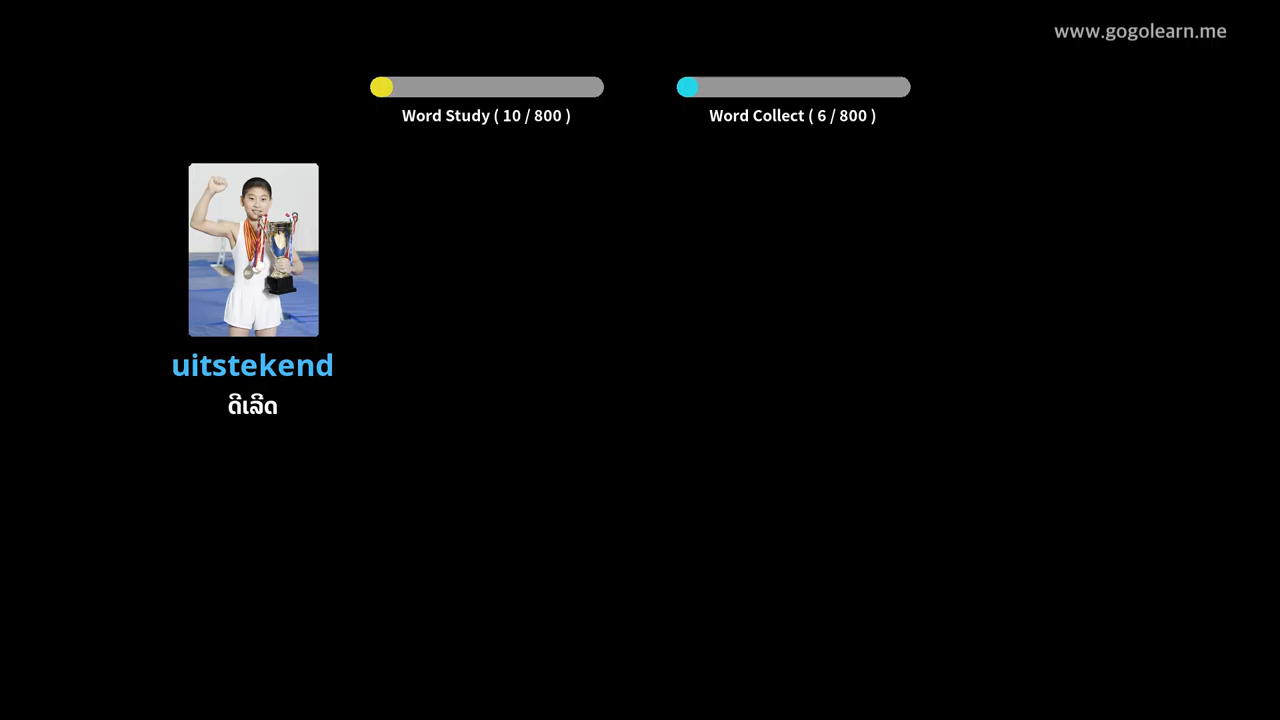 www.gogolearn.me
Word Study ( 10 / 800 )
Word Collect ( 6 / 800 )
uitstekend
ດີເລີດ